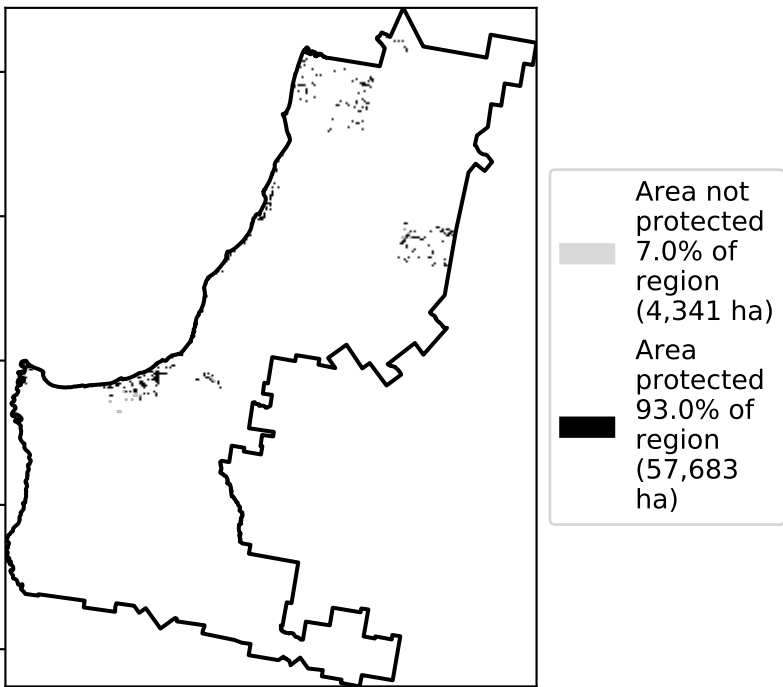 Area not
protected
7.0% of
region
(4,341 ha)
Area
protected
93.0% of
region
(57,683
ha)